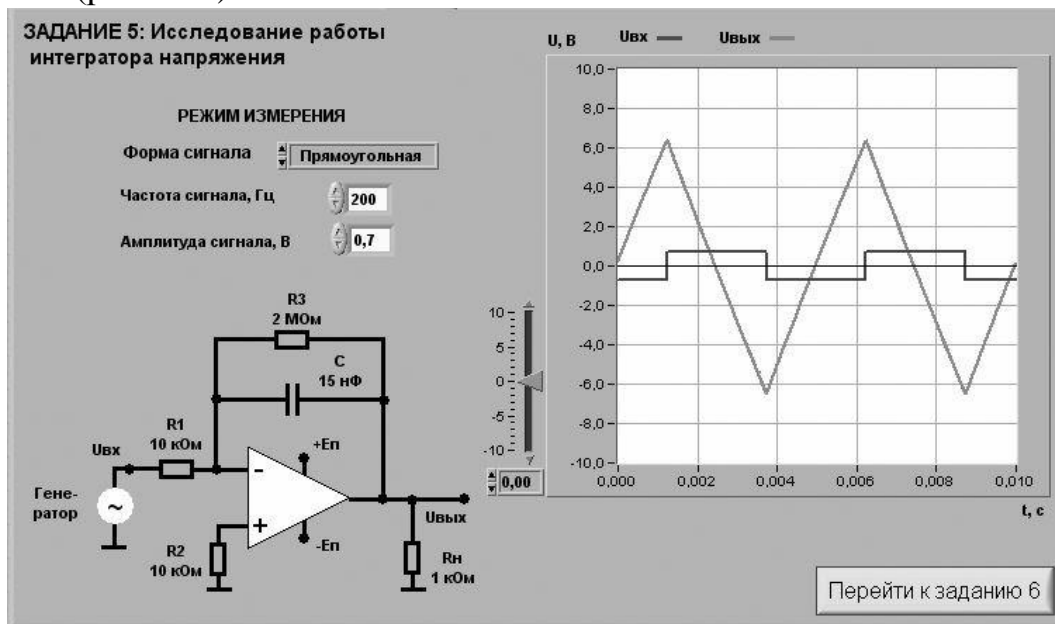 ЗАДАНИЕ 5: Исследование работы
интегратора напряжения
РЕЖИМ ИЗМЕРЕНИЯ
Форма сигнала Прямоугольная
Частота сигнала, Гц 200
Амплитуда сигнала, В 0,7
R3
2 МОм
C
15 нФ
R1
10 кОм
Uвх
+Еп
-
+
Гене-
ратор
~
Uвых
-Еп
R2
10 кОм
Rн
1 кОм
10
5
0
-5
-10
0,00
U, В Uвх Uвых
10,0
8,0
6,0
4,0
2,0
0,0
-2,0
-4,0
-6,0
-8,0
-10,0
0,000 0,002 0,004 0,006 0,008 0,010
t, c
Перейти к заданию 6